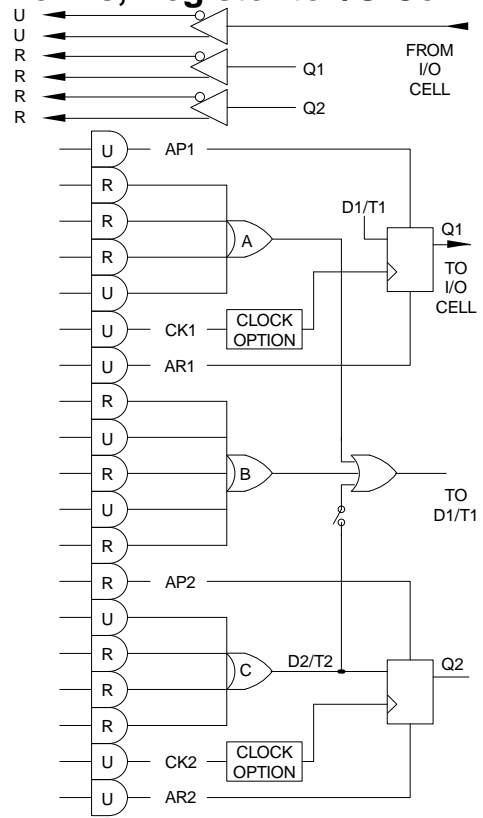 U
U
R
R
R
R
FROM
I/O
CELL
Q1
Q2
U AP1
R
R
R
U
A
D1/T1
Q1
TO
I/O
CELL
U CK1 CLOCK
OPTION
U AR1
R
U
R
U
R
B
TO
D1/T1
R AP2
U
R
R
R
C
D2/T2
Q2
U CK2 CLOCK
OPTION
U AR2